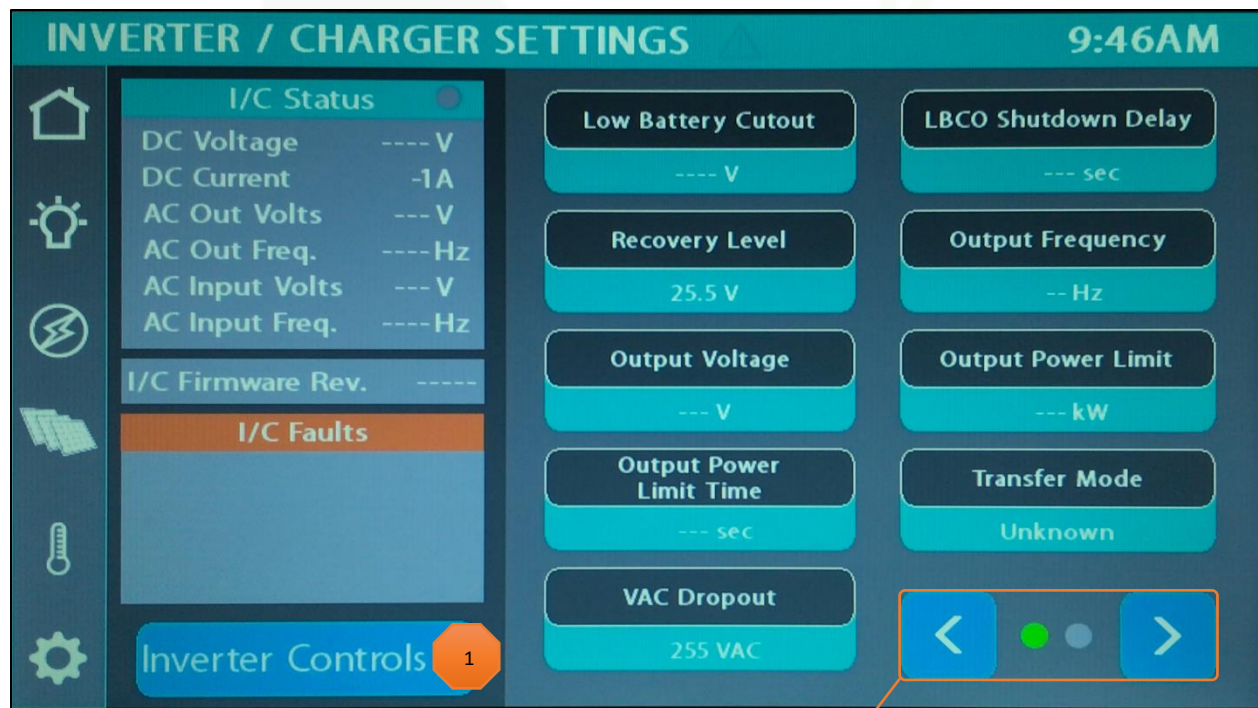 INVERTER / CHARGER SETTINGS
9:46AM
I/C Status
DC Voltage ---- V
DC Current -1 A
AC Out Volts --- V
AC Out Freq. ---- Hz
AC Input Volts --- V
AC Input Freq. ---- Hz
I/C Firmware Rev. -----
I/C Faults
Inverter Controls
1
Low Battery Cutout
---- V
LBCO Shutdown Delay
--- sec
Recovery Level
25.5 V
Output Frequency
-- Hz
Output Voltage
--- V
Output Power Limit
--- kW
Output Power
Limit Time
--- sec
Transfer Mode
Unknown
VAC Dropout
255 VAC